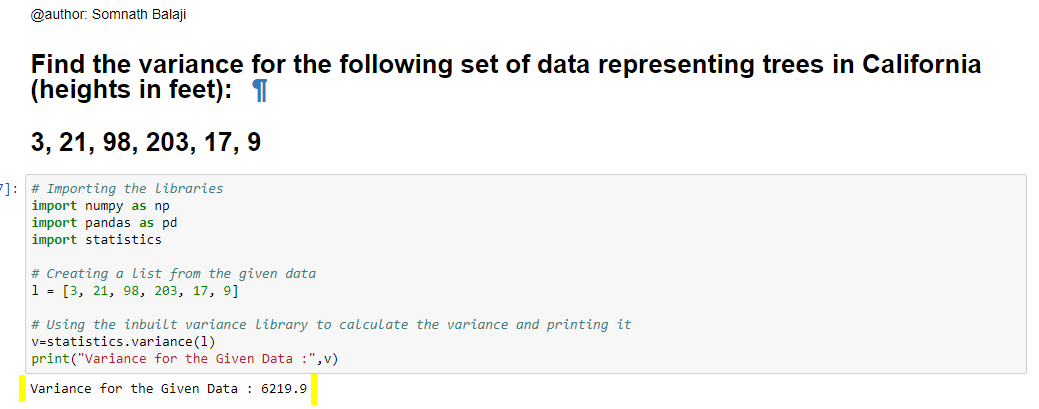 @author: Somnath Balaji
Find the variance for the following set of data representing trees in California
(heights in feet): ¶
3, 21, 98, 203, 17, 9
7]: # Importing the libraries
import numpy as np
import pandas as pd
import statistics
# Creating a list from the given data
l = [3, 21, 98, 203, 17, 9]
# Using the inbuilt variance library to calculate the variance and printing it
v=statistics.variance(l)
print("Variance for the Given Data :",v)
Variance for the Given Data : 6219.9